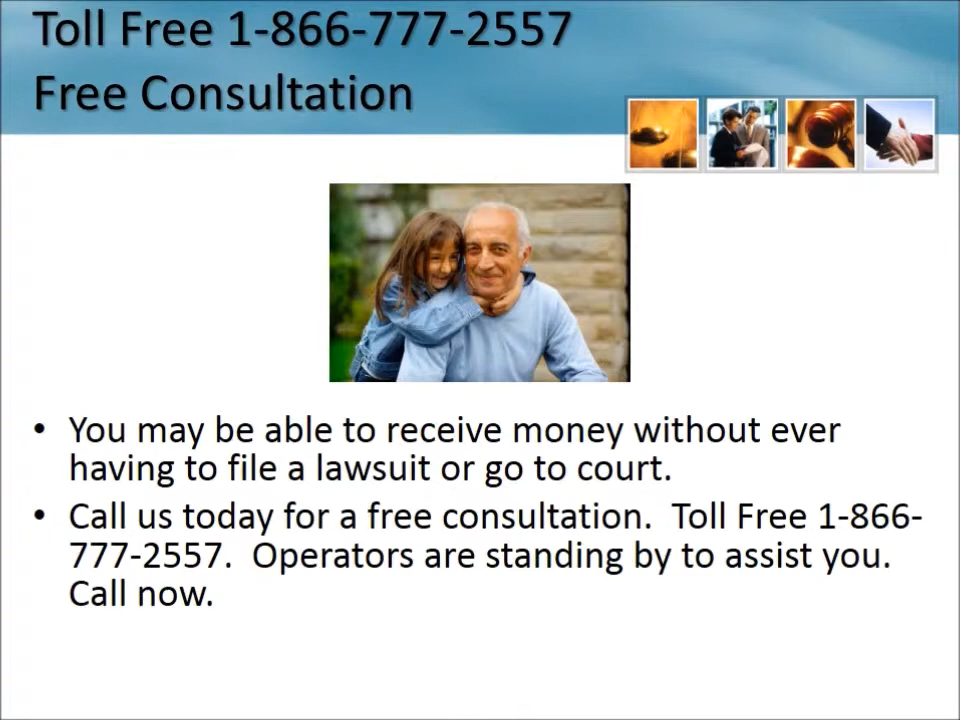 Toll Free 1-866-777-2557
Free Consultation
• You may be able to receive money without ever
having to file a lawsuit or go to court.
• Call us today for a free consultation.  Toll Free 1-866-
777-2557.  Operators are standing by to assist you.
Call now.